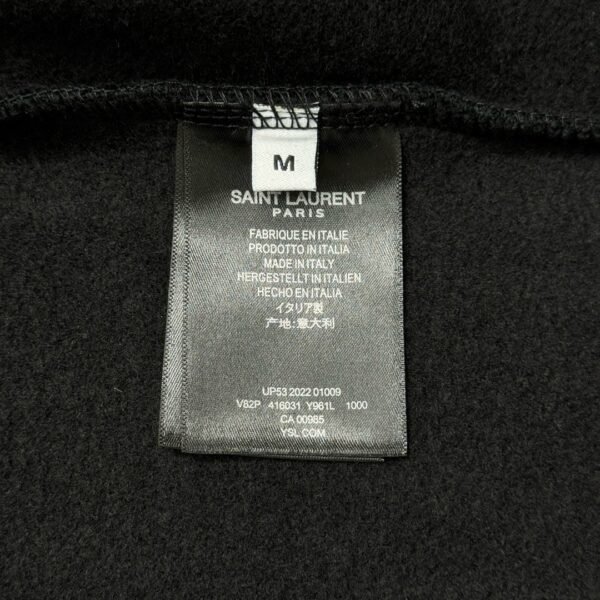 M
SAINT LAURENT
PARIS
FABRIQUE EN ITALIE
PRODOTTO IN ITALIA
MADE IN ITALY
HERGESTELLT IN ITALIEN
HECHO EN ITALIA
イタリア製
产地:意大利
UP53 2022 01009
V82P 416031 Y961L 1000
CA 00985
YSL.COM